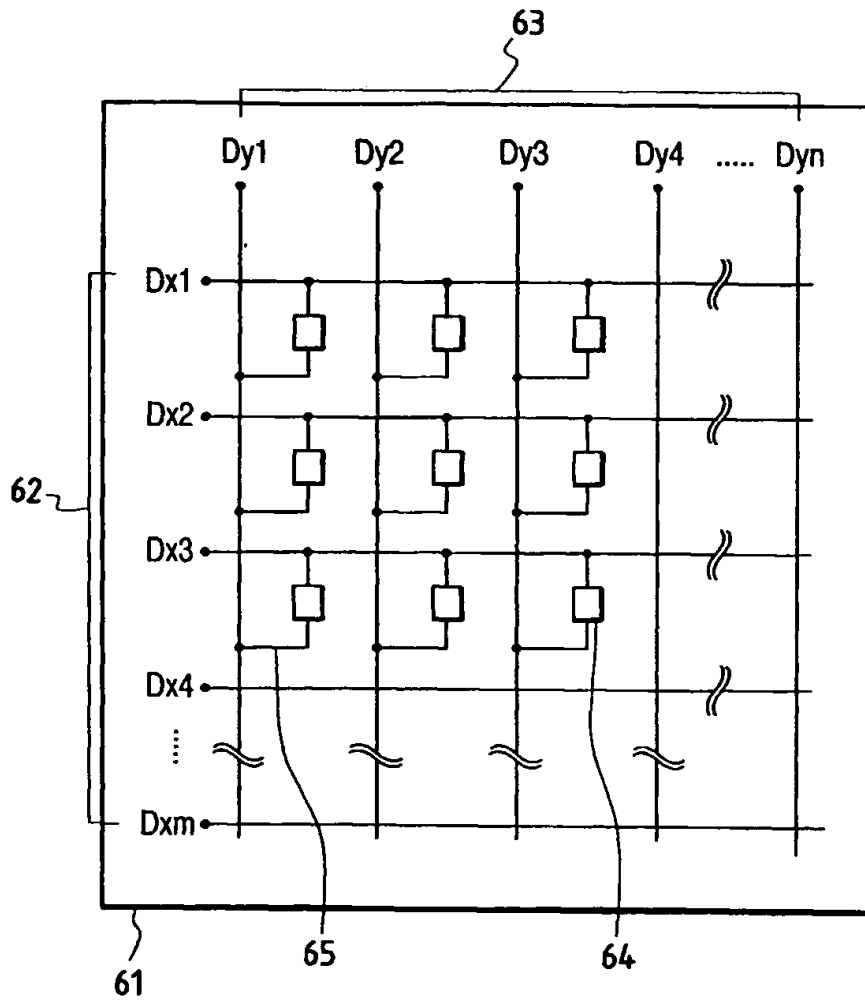 63
Dy1 Dy2 Dy3 Dy4 ..... Dyn
Dx1
Dx2
62
Dx3
Dx4
.....
Dxm
61
65
64